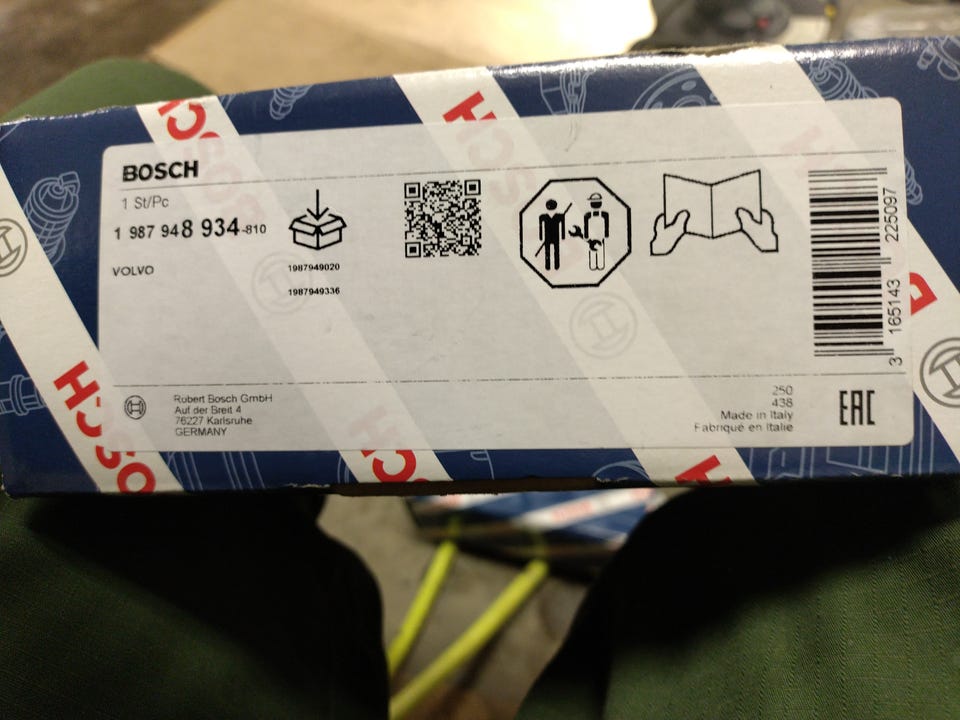 BOSCH
1 St/Pc
1 987 948 934-810
VOLVO
1987949020
1987949336
3 165143 225097
Robert Bosch GmbH
Auf der Breit 4
76227 Karlsruhe
GERMANY
250
438
Made in Italy
Fabriqué en Italie
EAC